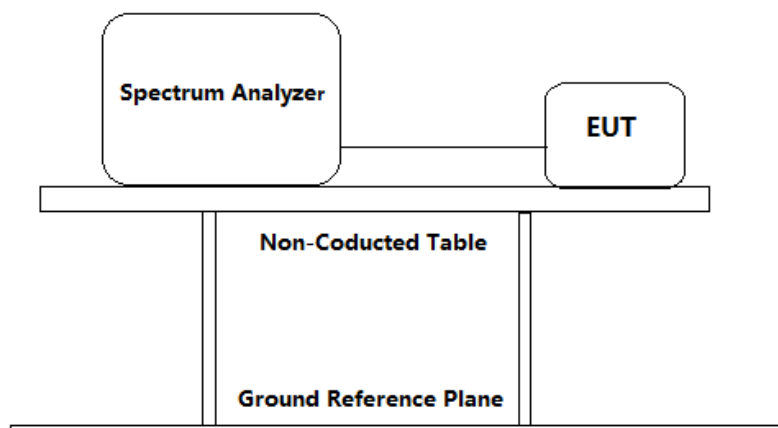 Spectrum Analyzer
EUT
Non-Coducted Table
Ground Reference Plane